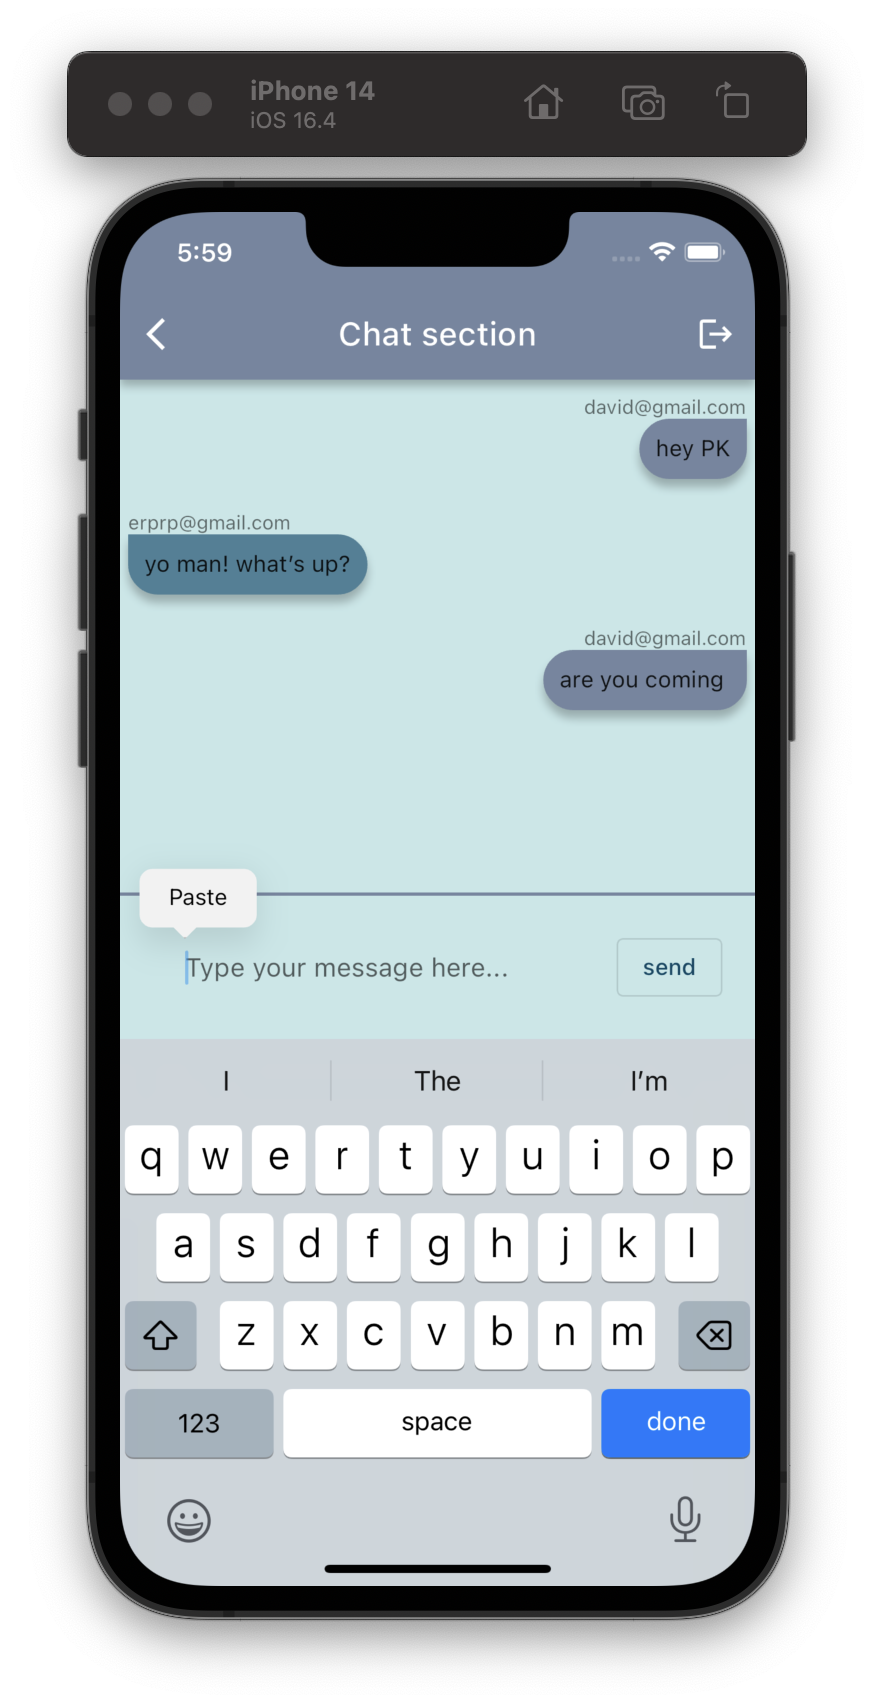 iPhone 14
iOS 16.4
5:59
Chat section
david@gmail.com
hey PK
erprp@gmail.com
yo man! what’s up?
david@gmail.com
are you coming
Paste
Type your message here...
send
I The I’m
q w e r t y u i o p
a s d f g h j k l
z x c v b n m
123 space done